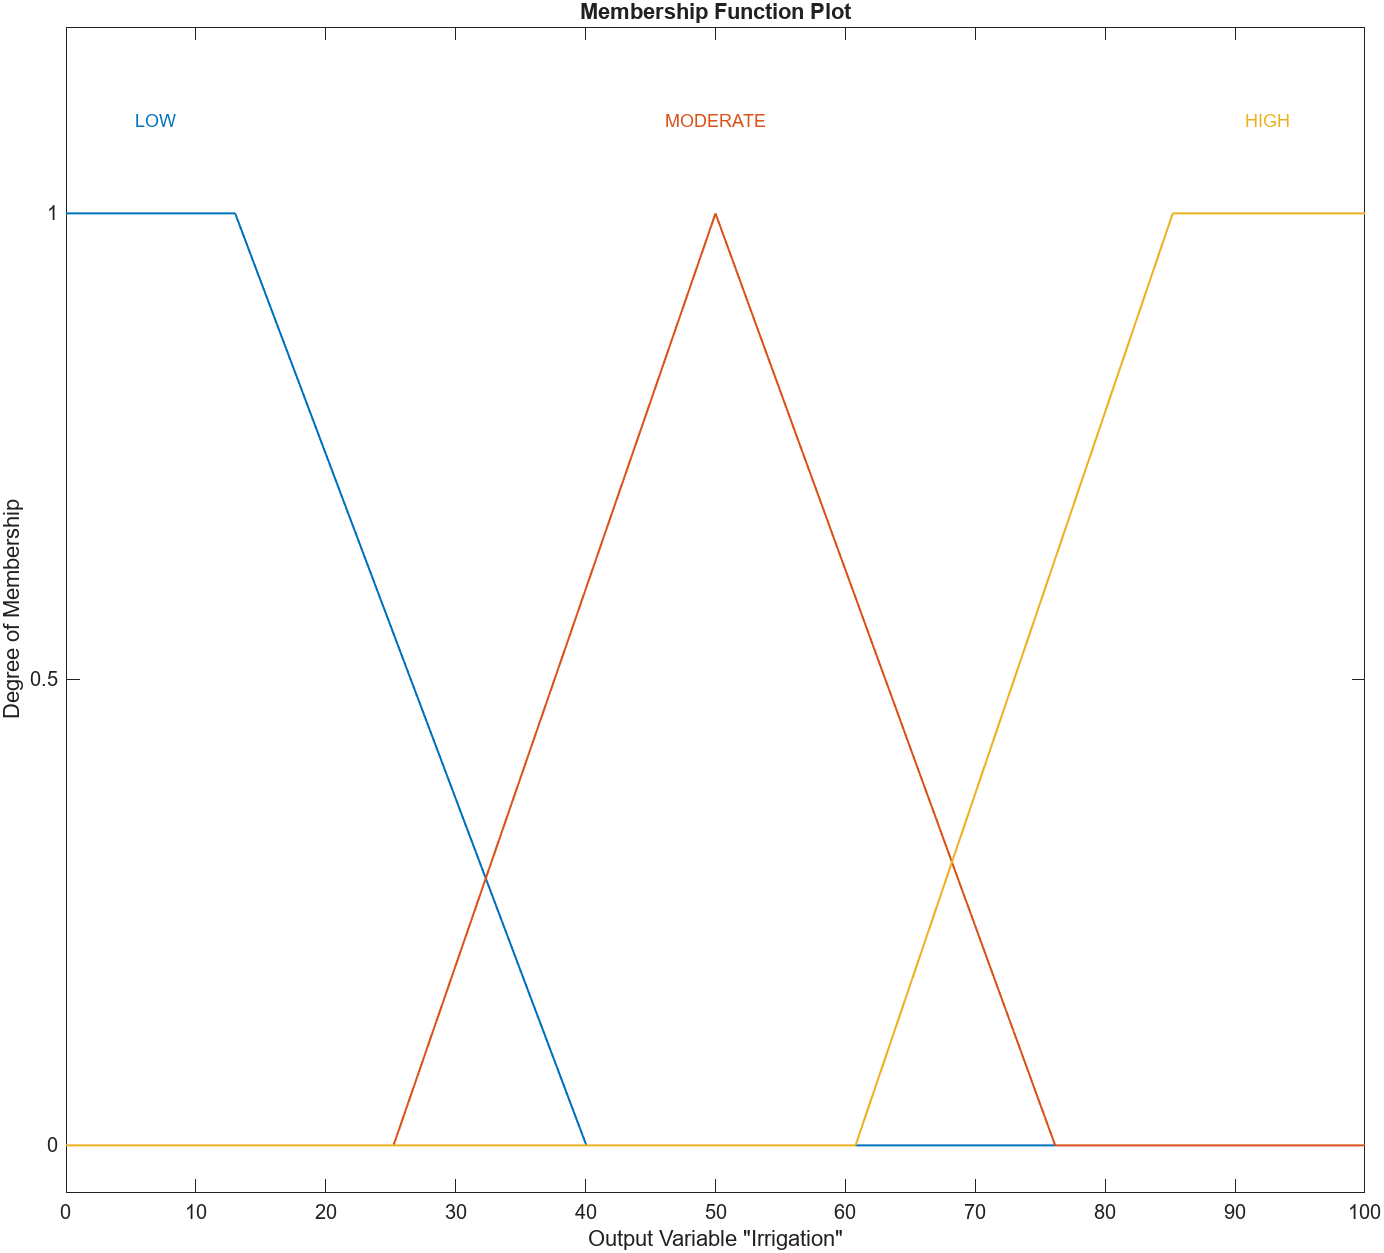 Membership Function Plot
LOW MODERATE HIGH
1
0.5
0
Degree of Membership
0 10 20 30 40 50 60 70 80 90 100
Output Variable "Irrigation"